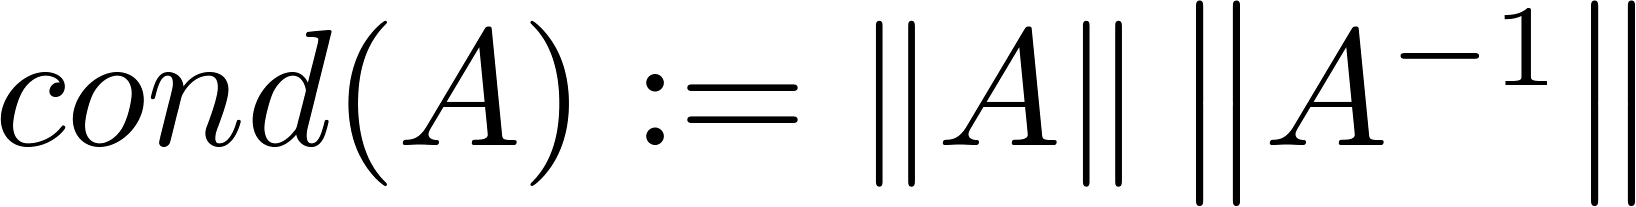 cond(A) := ‖A‖ ‖A⁻¹‖